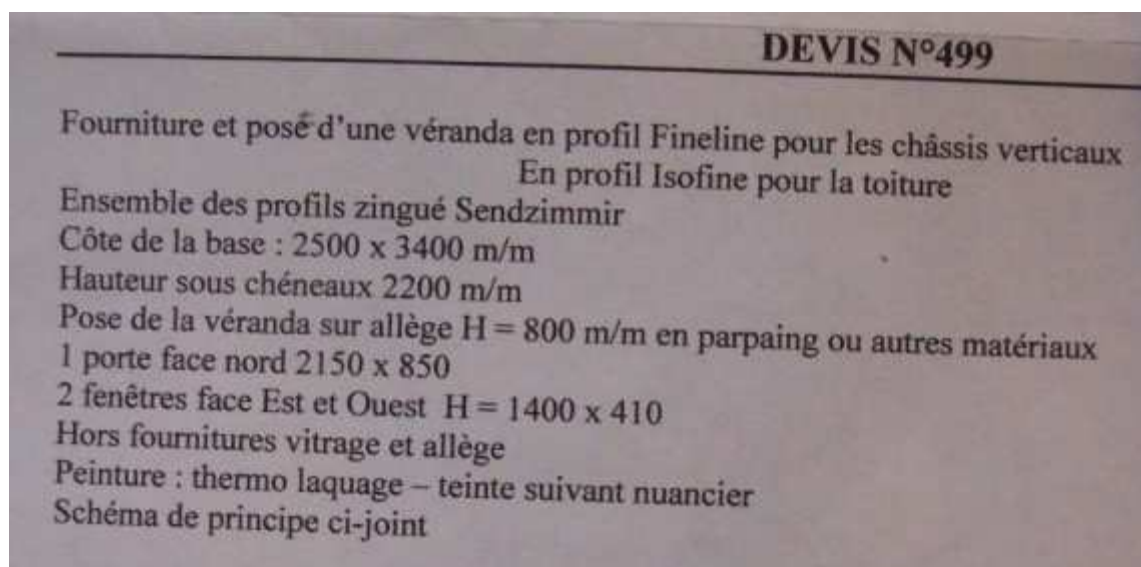 DEVIS N°499
Fourniture et posé d'une véranda en profil Fineline pour les châssis verticaux
En profil Isofine pour la toiture
Ensemble des profils zingué Sendzimmir
Côte de la base : 2500 x 3400 m/m
Hauteur sous chéneaux 2200 m/m
Pose de la véranda sur allège H = 800 m/m en parpaing ou autres matériaux
1 porte face nord 2150 x 850
2 fenêtres face Est et Ouest H = 1400 x 410
Hors fournitures vitrage et allège
Peinture : thermo laquage – teinte suivant nuancier
Schéma de principe ci-joint